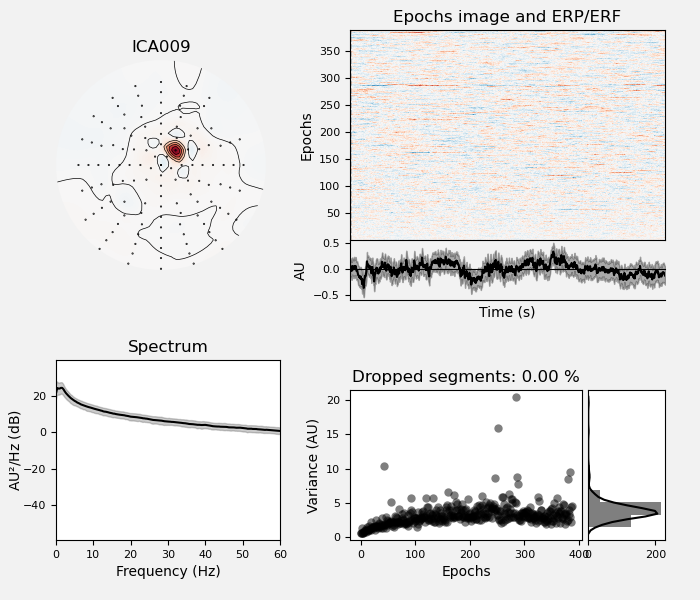 ICA009
Epochs image and ERP/ERF
Epochs
350
300
250
200
150
100
50
AU
0.5
0.0
−0.5
Time (s)
Spectrum
AU²/Hz (dB)
20
0
−20
−40
0 10 20 30 40 50 60
Frequency (Hz)
Dropped segments: 0.00 %
Variance (AU)
20
15
10
5
0
0 100 200 300 400
Epochs
0 200